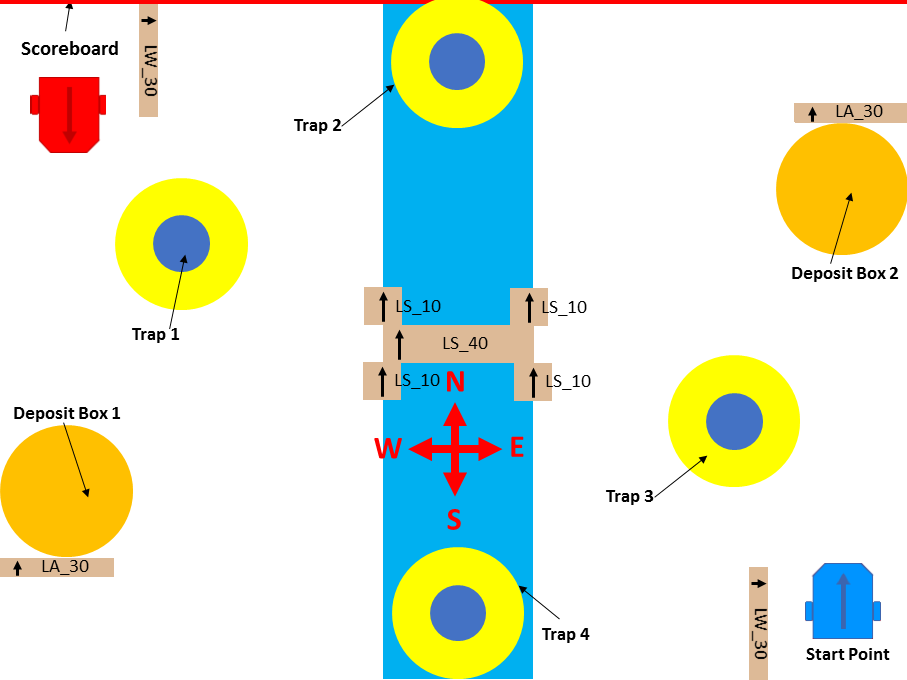 Scoreboard
LW_30
Trap 2
LA_30
Deposit Box 2
Trap 1
LS_10
LS_10
LS_40
LS_10
LS_10
N
Deposit Box 1
W
E
Trap 3
S
LA_30
LW_30
Trap 4
Start Point